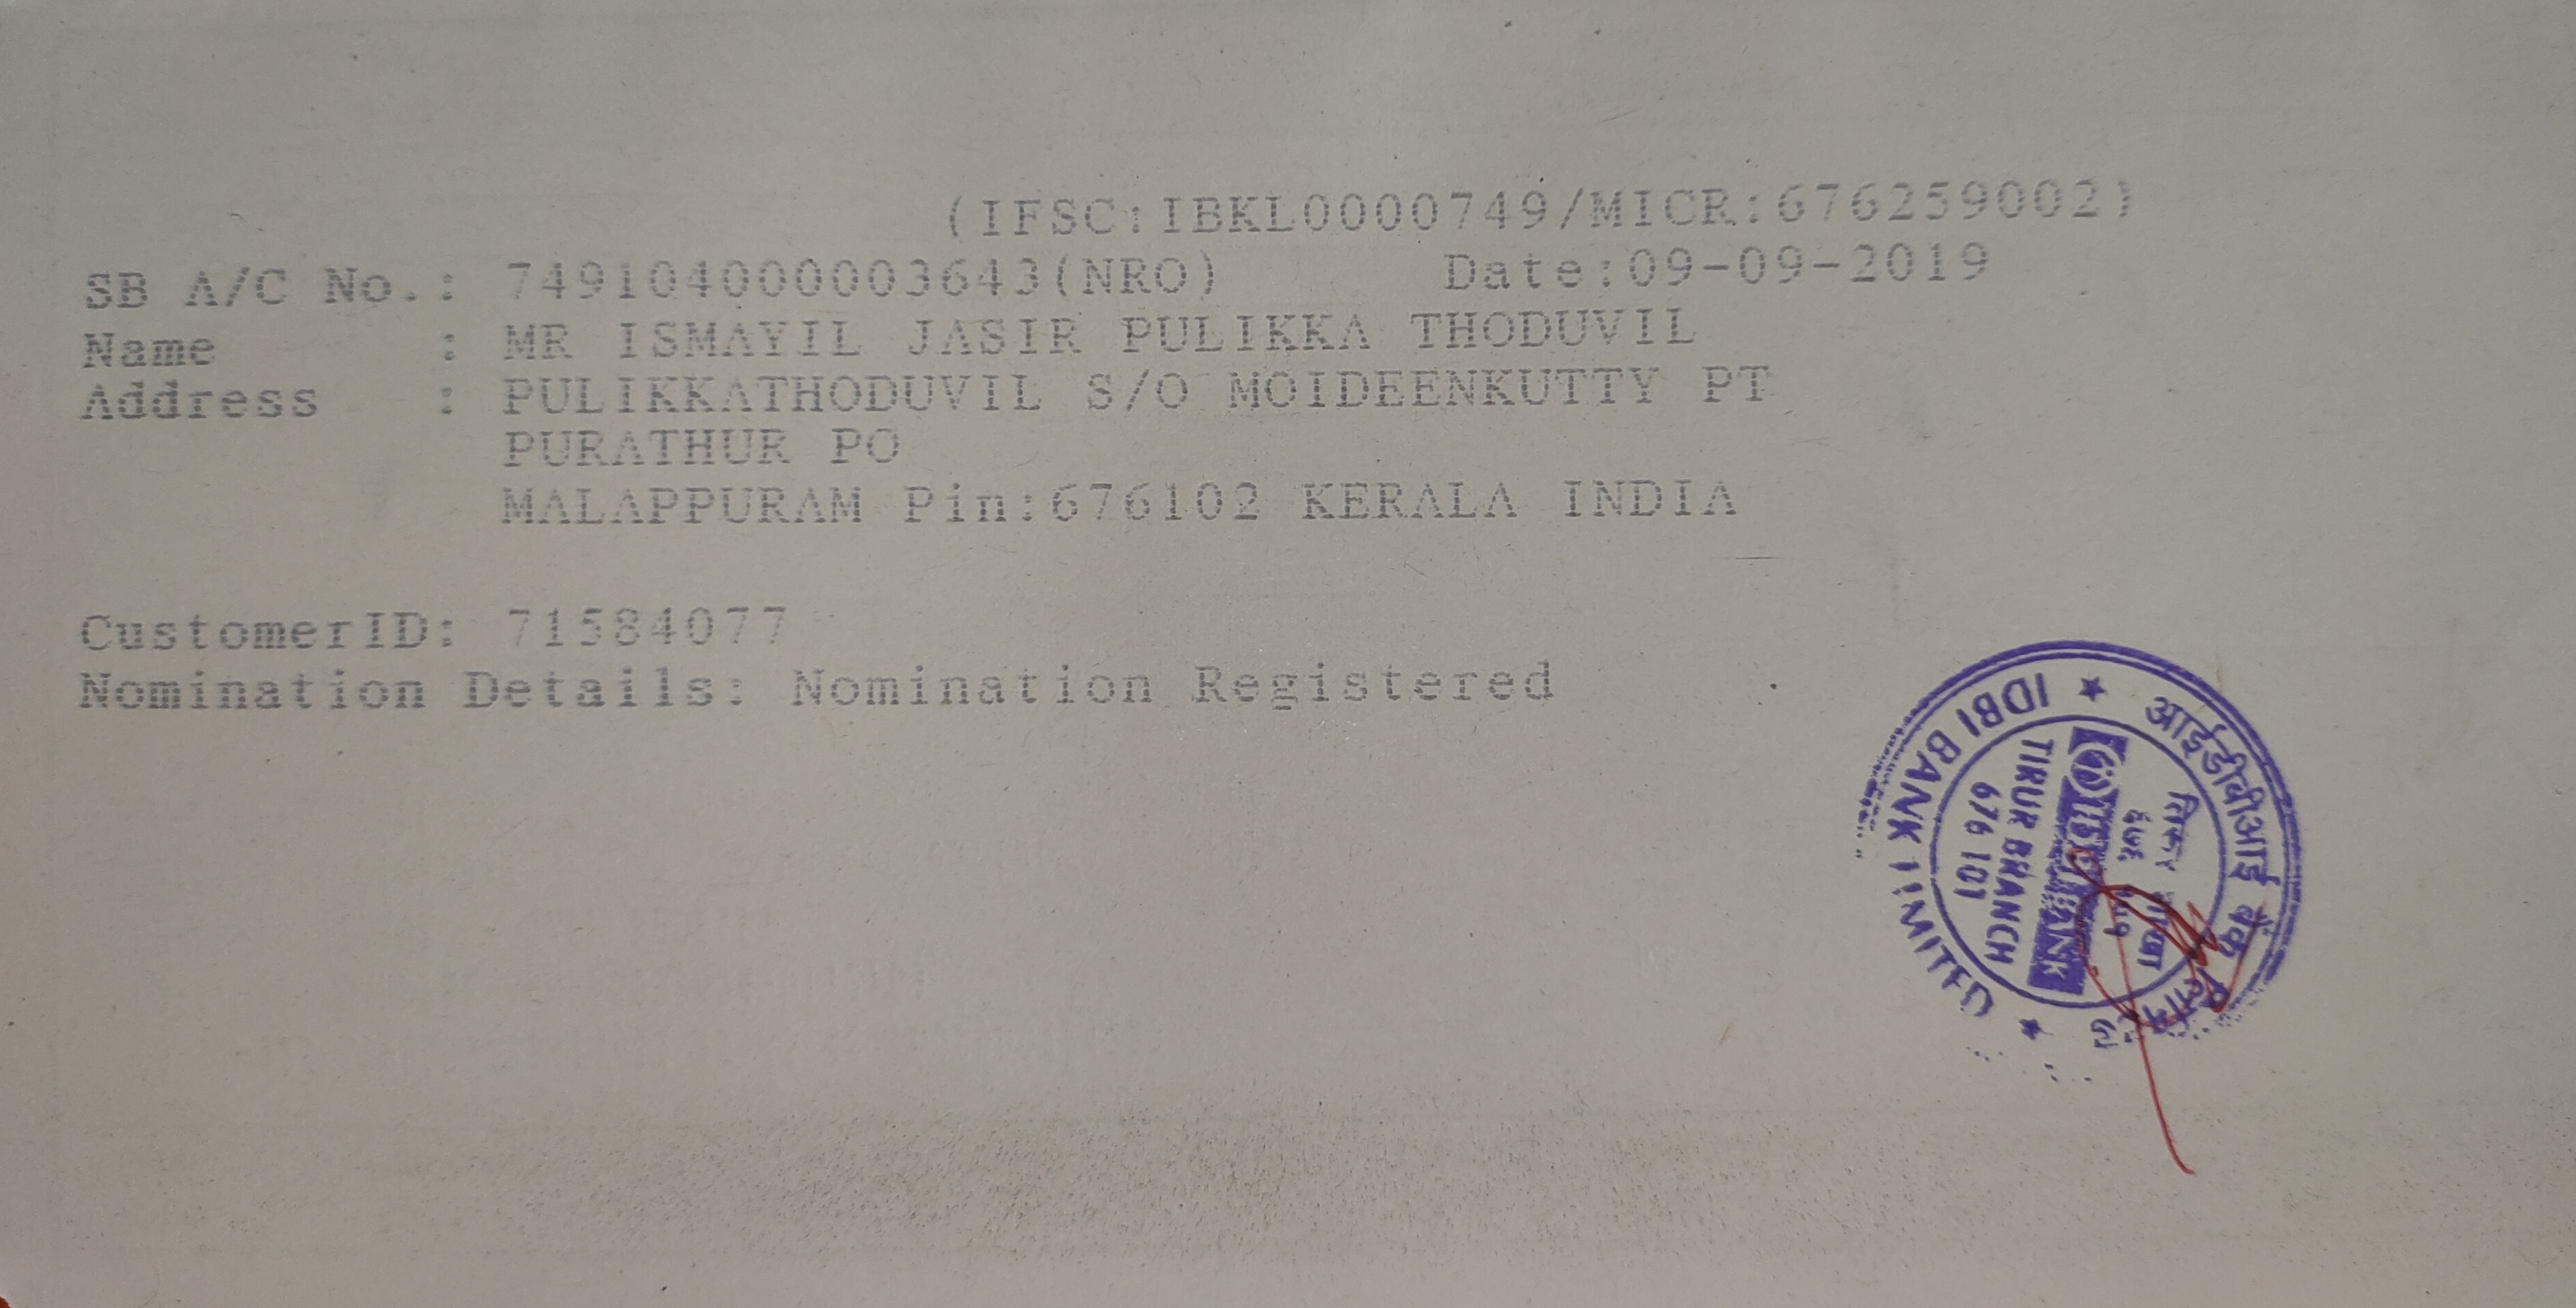 (IFSC:IBKL0000749/MICR:676259002)
SB A/C No.: 749104000003643(NRO) Date:09-09-2019
Name : MR ISMAYIL JASIR PULIKKA THODUVIL
Address : PULIKKATHODUVIL S/O MOIDEENKUTTY PT
PURATHUR PO
MALAPPURAM Pin:676102 KERALA INDIA
CustomerID: 71584077
Nomination Details: Nomination Registered
आईडीबीआई बैंक
IDBI BANK LIMITED
IDBI BANK
TIRUR BRANCH
676 101